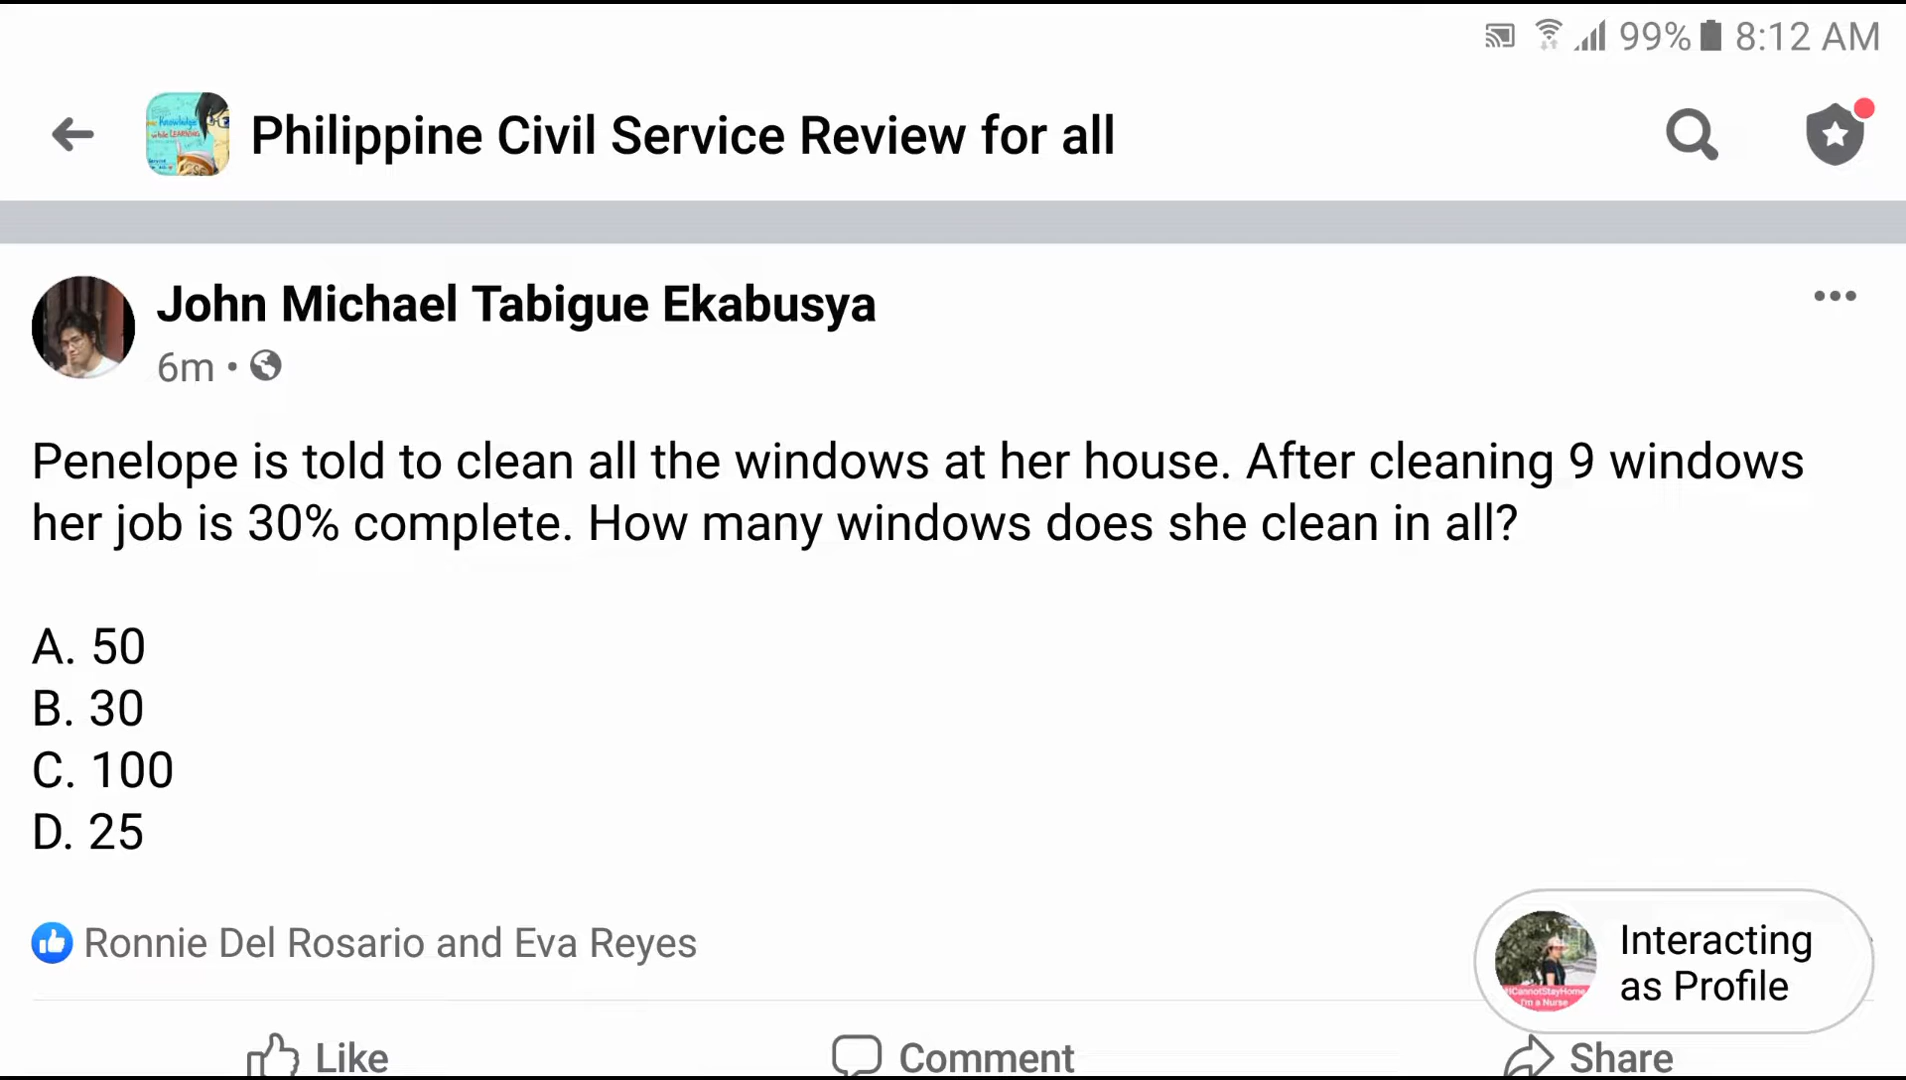 99% 8:12 AM
Philippine Civil Service Review for all
John Michael Tabigue Ekabusya
6m •
Penelope is told to clean all the windows at her house. After cleaning 9 windows
her job is 30% complete. How many windows does she clean in all?
A. 50
B. 30
C. 100
D. 25
Ronnie Del Rosario and Eva Reyes
Interacting
as Profile
#ICannotStayHome
I'm a Nurse
Like Comment Share